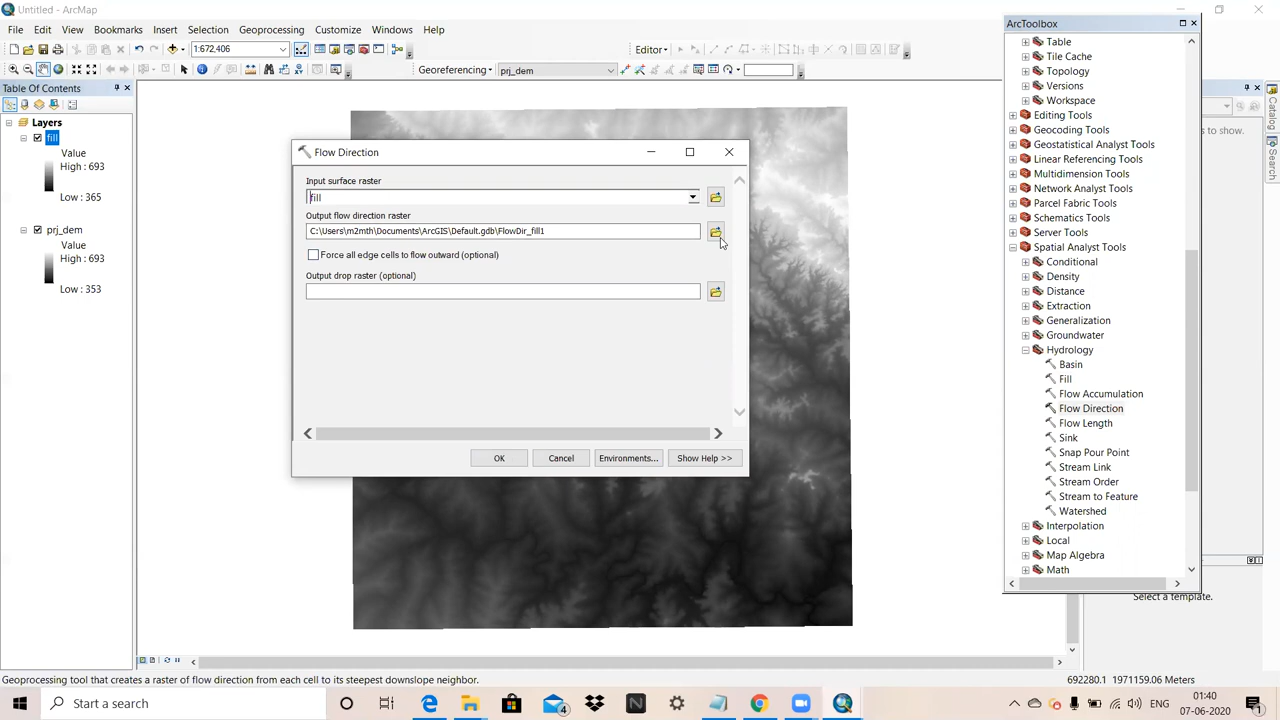 Untitled - ArcMap
File Edit View Bookmarks Insert Selection Geoprocessing Customize Windows Help
1:672,406
Editor
Georeferencing
prj_dem
Table Of Contents
Layers
fill
Value
High : 693
Low : 365
prj_dem
Value
High : 693
Low : 353
Flow Direction
Input surface raster
fill
Output flow direction raster
C:\Users\m2mth\Documents\ArcGIS\Default.gdb\FlowDir_fill1
Force all edge cells to flow outward (optional)
Output drop raster (optional)
OK
Cancel
Environments...
Show Help >>
ArcToolbox
Table
Tile Cache
Topology
Versions
Workspace
Editing Tools
Geocoding Tools
Geostatistical Analyst Tools
Linear Referencing Tools
Multidimension Tools
Network Analyst Tools
Parcel Fabric Tools
Schematics Tools
Server Tools
Spatial Analyst Tools
Conditional
Density
Distance
Extraction
Generalization
Groundwater
Hydrology
Basin
Fill
Flow Accumulation
Flow Direction
Flow Length
Sink
Snap Pour Point
Stream Link
Stream Order
Stream to Feature
Watershed
Interpolation
Local
Map Algebra
Math
s to show.
Select a template.
Catalog
Search
Geoprocessing tool that creates a raster of flow direction from each cell to its steepest downslope neighbor.
692280.1 1971159.06 Meters
Start a search
4
N
01:40
07-06-2020
1